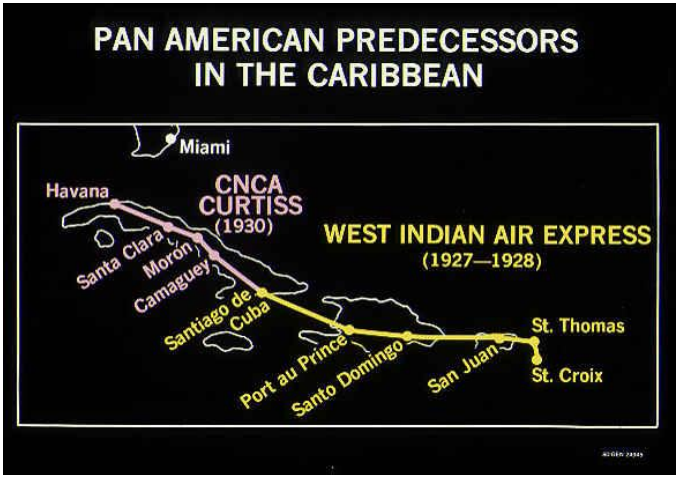 PAN AMERICAN PREDECESSORS
IN THE CARIBBEAN
Miami
Havana
CNCA
CURTISS
(1930)
WEST INDIAN AIR EXPRESS
(1927—1928)
Santa Clara
Morón
Camaguey
Santiago de
Cuba
Port au Prince
Santo Domingo
San Juan
St. Thomas
St. Croix